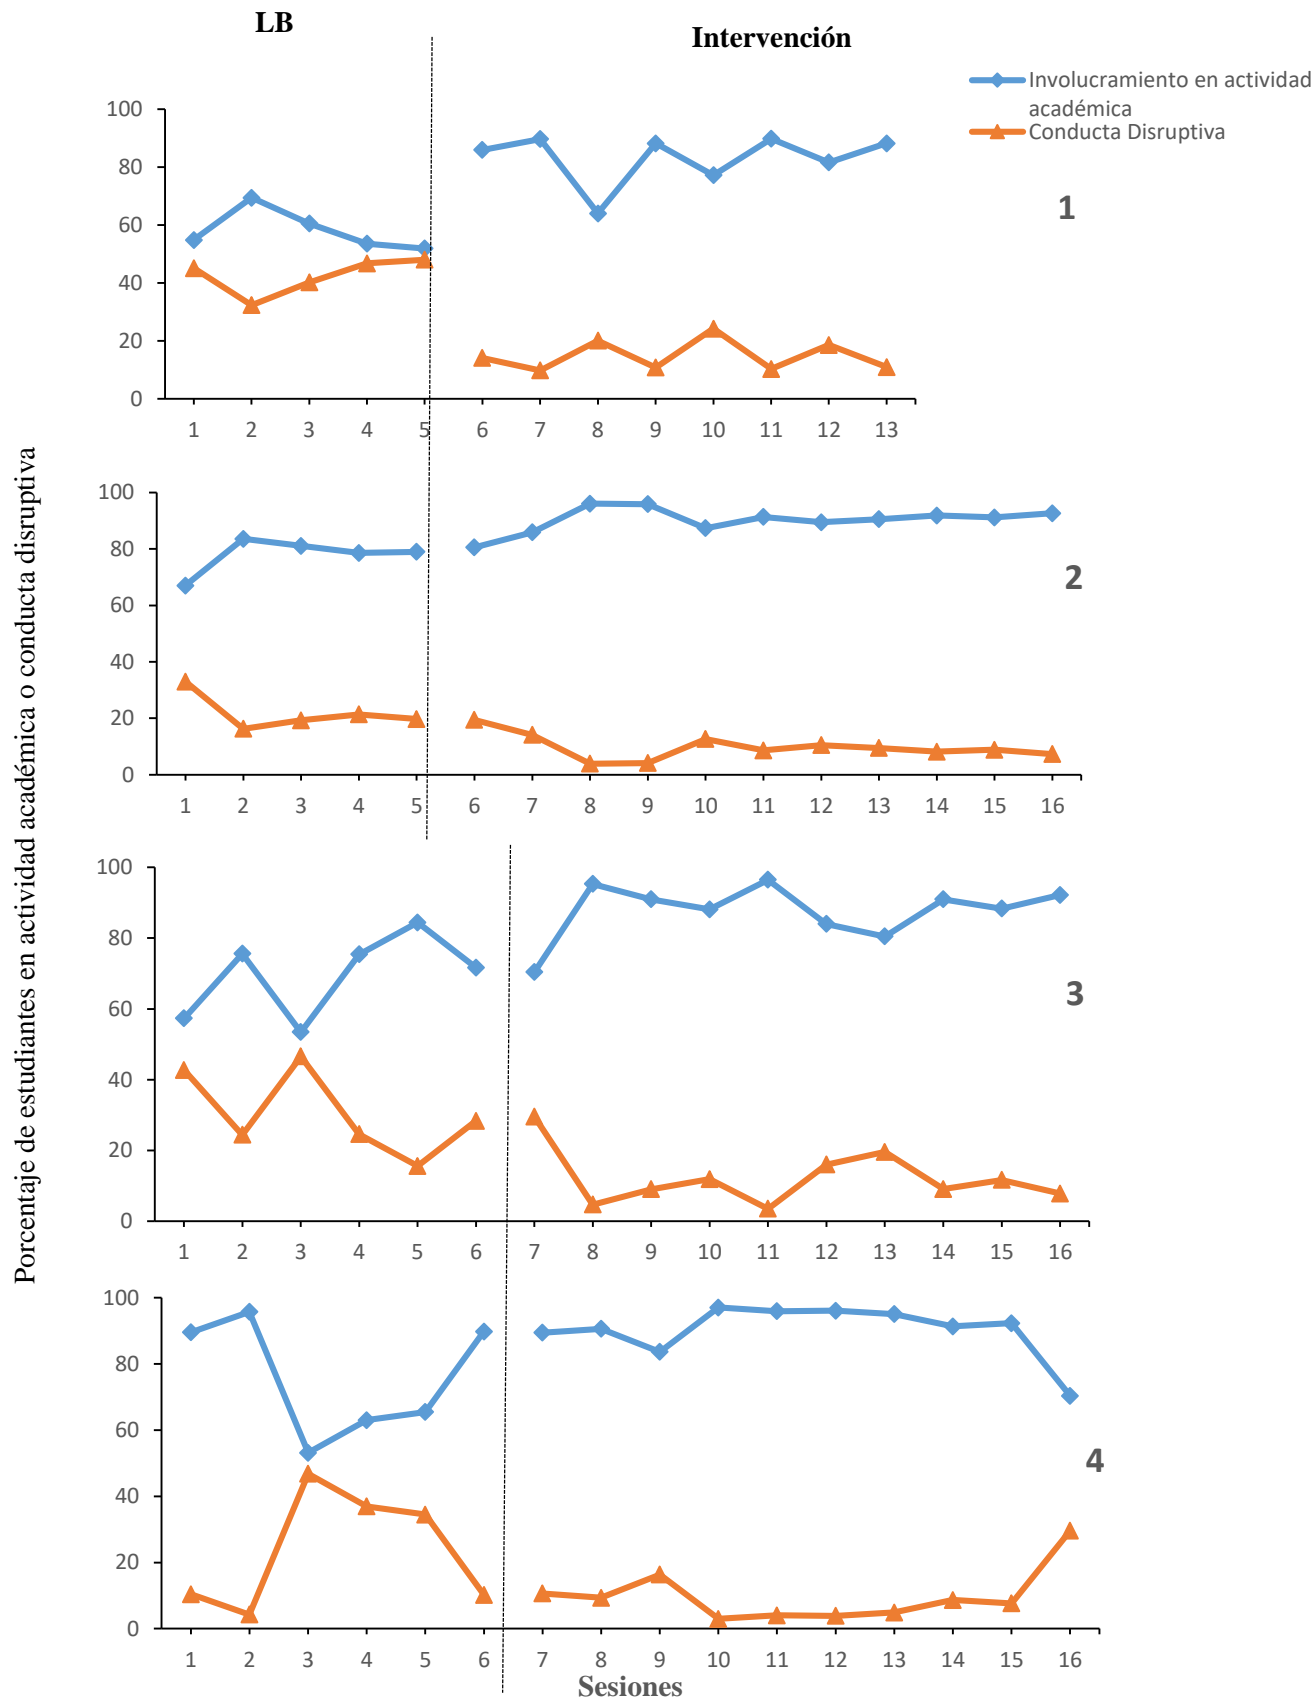 LB
Intervención
Involucramiento en actividad
académica
Conducta Disruptiva
Porcentaje de estudiantes en actividad académica o conducta disruptiva
100
80
60
40
20
0
1 2 3 4 5 6 7 8 9 10 11 12 13
1
100
80
60
40
20
0
1 2 3 4 5 6 7 8 9 10 11 12 13 14 15 16
2
100
80
60
40
20
0
1 2 3 4 5 6 7 8 9 10 11 12 13 14 15 16
3
100
80
60
40
20
0
1 2 3 4 5 6 7 8 9 10 11 12 13 14 15 16
4
Sesiones